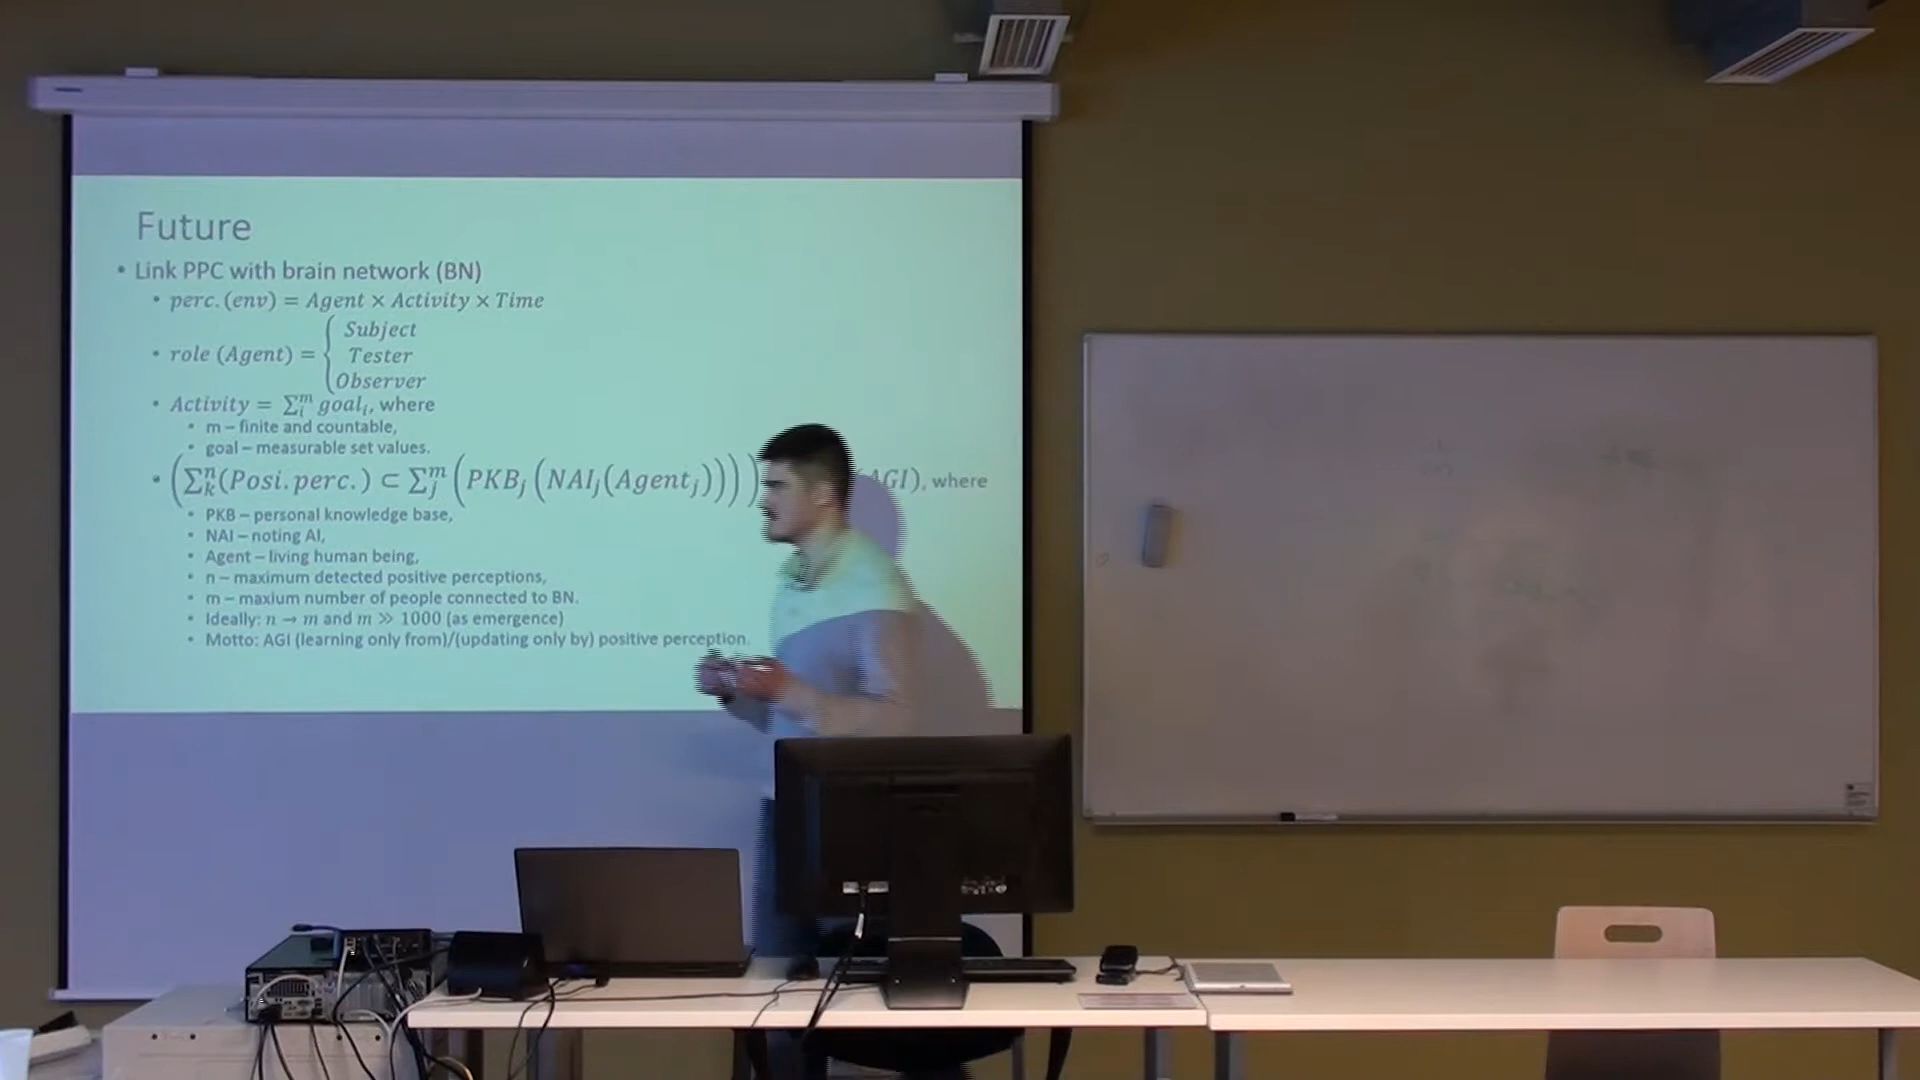 Future
• Link PPC with brain network (BN)
• perc.(env) = Agent × Activity × Time
• role (Agent) = { Subject
Tester
Observer
• Activity = ∑ᵢᵐ goalᵢ, where
• m – finite and countable,
• goal – measurable set values.
• (∑ₖⁿ(Posi.perc.) ⊂ ∑ⱼᵐ (PKBⱼ (NAIⱼ(Agentⱼ)))) AGI), where
• PKB – personal knowledge base,
• NAI – noting AI,
• Agent – living human being,
• n – maximum detected positive perceptions,
• m – maxium number of people connected to BN.
• Ideally: n → m and m ≫ 1000 (as emergence)
• Motto: AGI (learning only from)/(updating only by) positive perception.